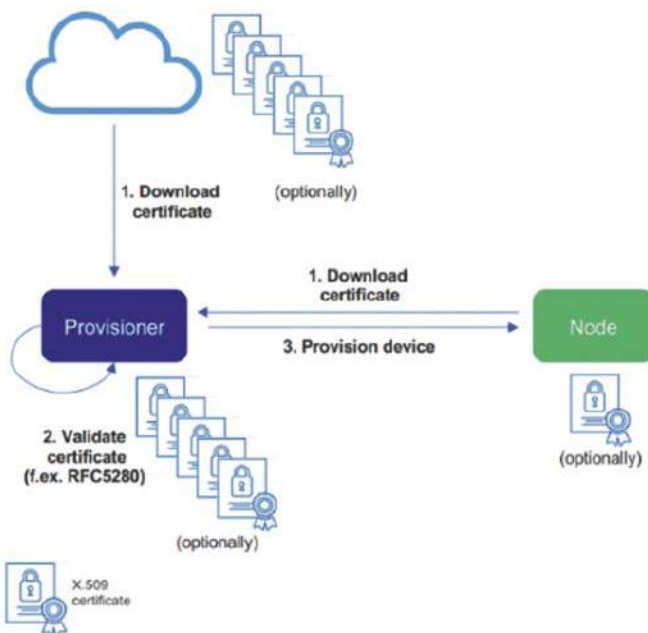 1. Download
certificate
(optionally)
1. Download
certificate
Provisioner
Node
3. Provision device
2. Validate
certificate
(f.ex. RFC5280)
(optionally)
(optionally)
X.509
certificate